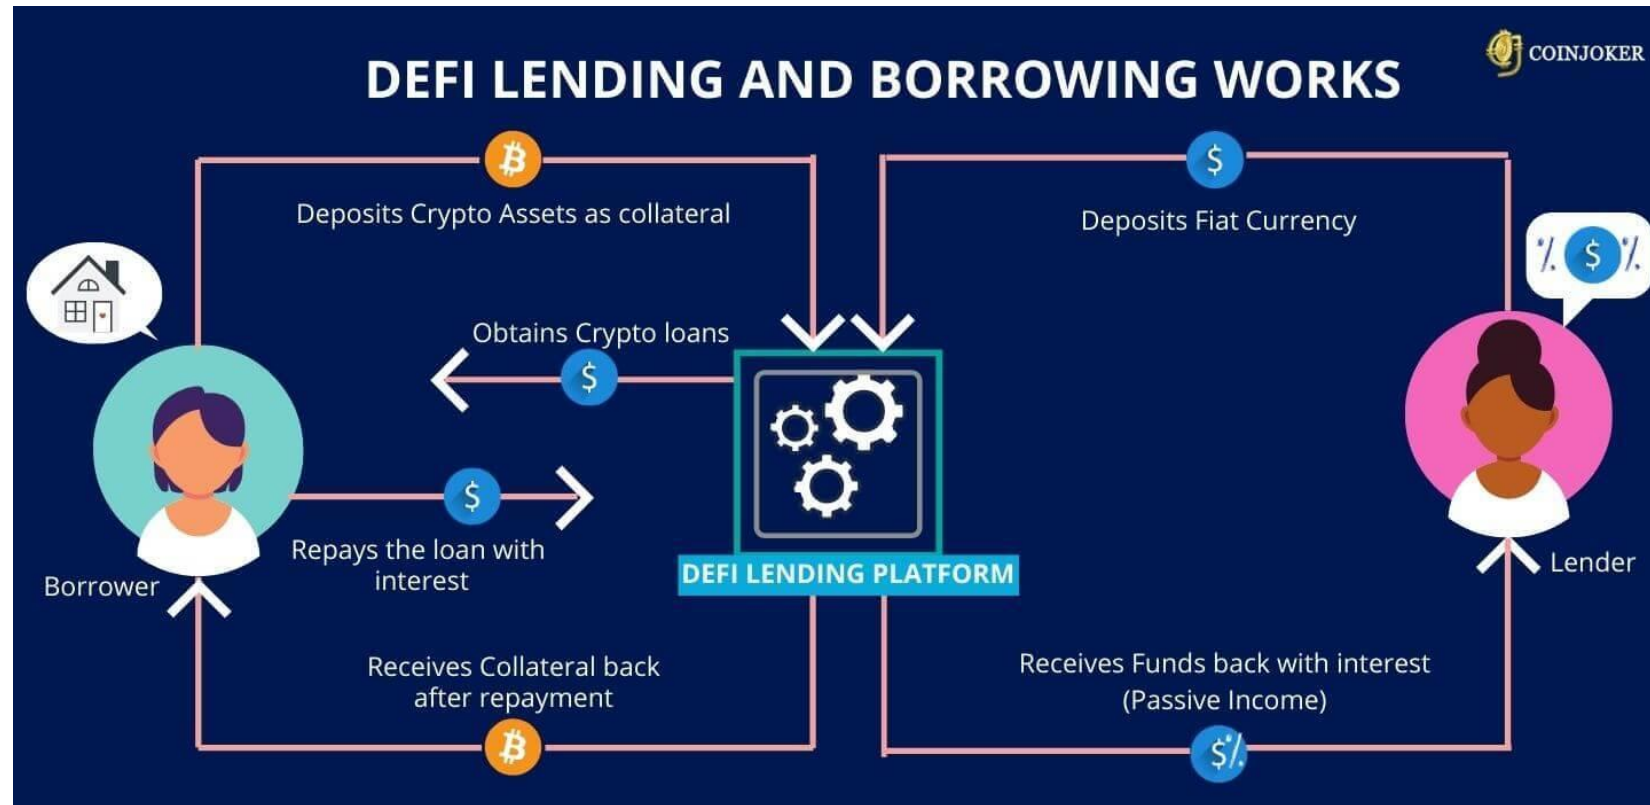 COINJOKER
DEFI LENDING AND BORROWING WORKS
Deposits Crypto Assets as collateral
Deposits Fiat Currency
Obtains Crypto loans
Repays the loan with
interest
DEFI LENDING PLATFORM
Borrower
Lender
Receives Collateral back
after repayment
Receives Funds back with interest
(Passive Income)